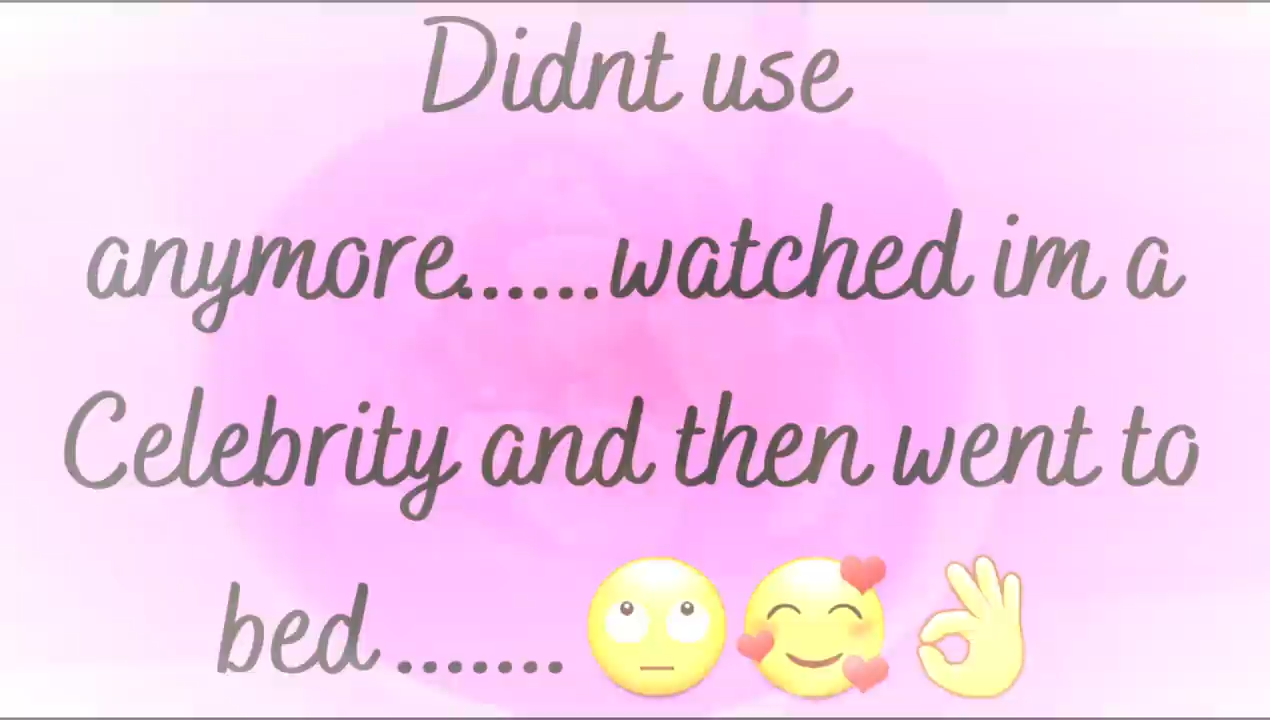 Didnt use
anymore......watched im a
Celebrity and then went to
bed ....... 🙄🥰👌